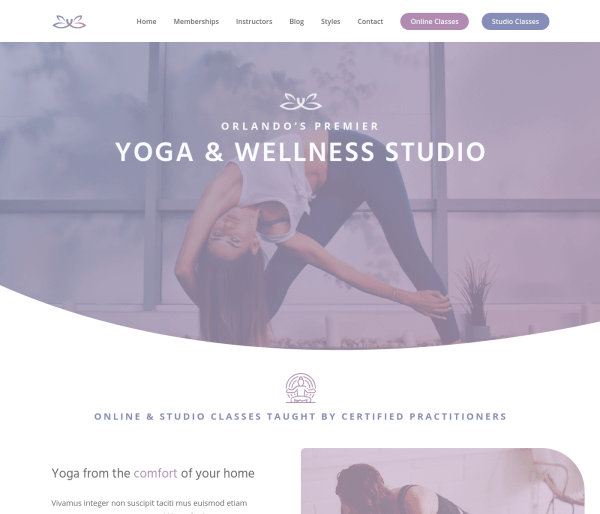 Home Memberships Instructors Blog Styles Contact Online Classes Studio Classes
ORLANDO'S PREMIER
YOGA & WELLNESS STUDIO
ONLINE & STUDIO CLASSES TAUGHT BY CERTIFIED PRACTITIONERS
Yoga from the comfort of your home
Vivamus integer non suscipit taciti mus euismod etiam